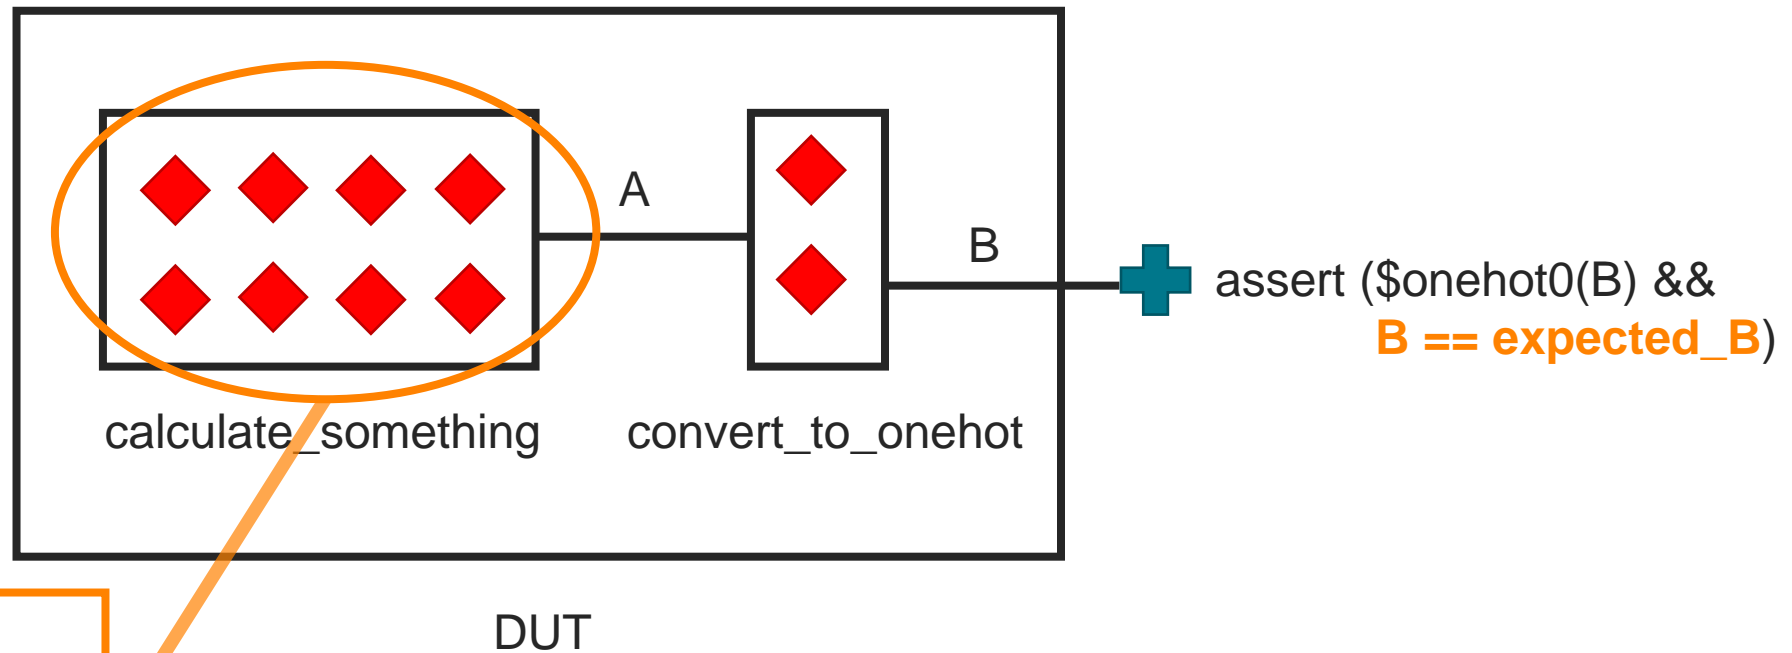 A
B
assert ($onehot0(B) &&
B == expected_B)
calculate_something
convert_to_onehot
DUT